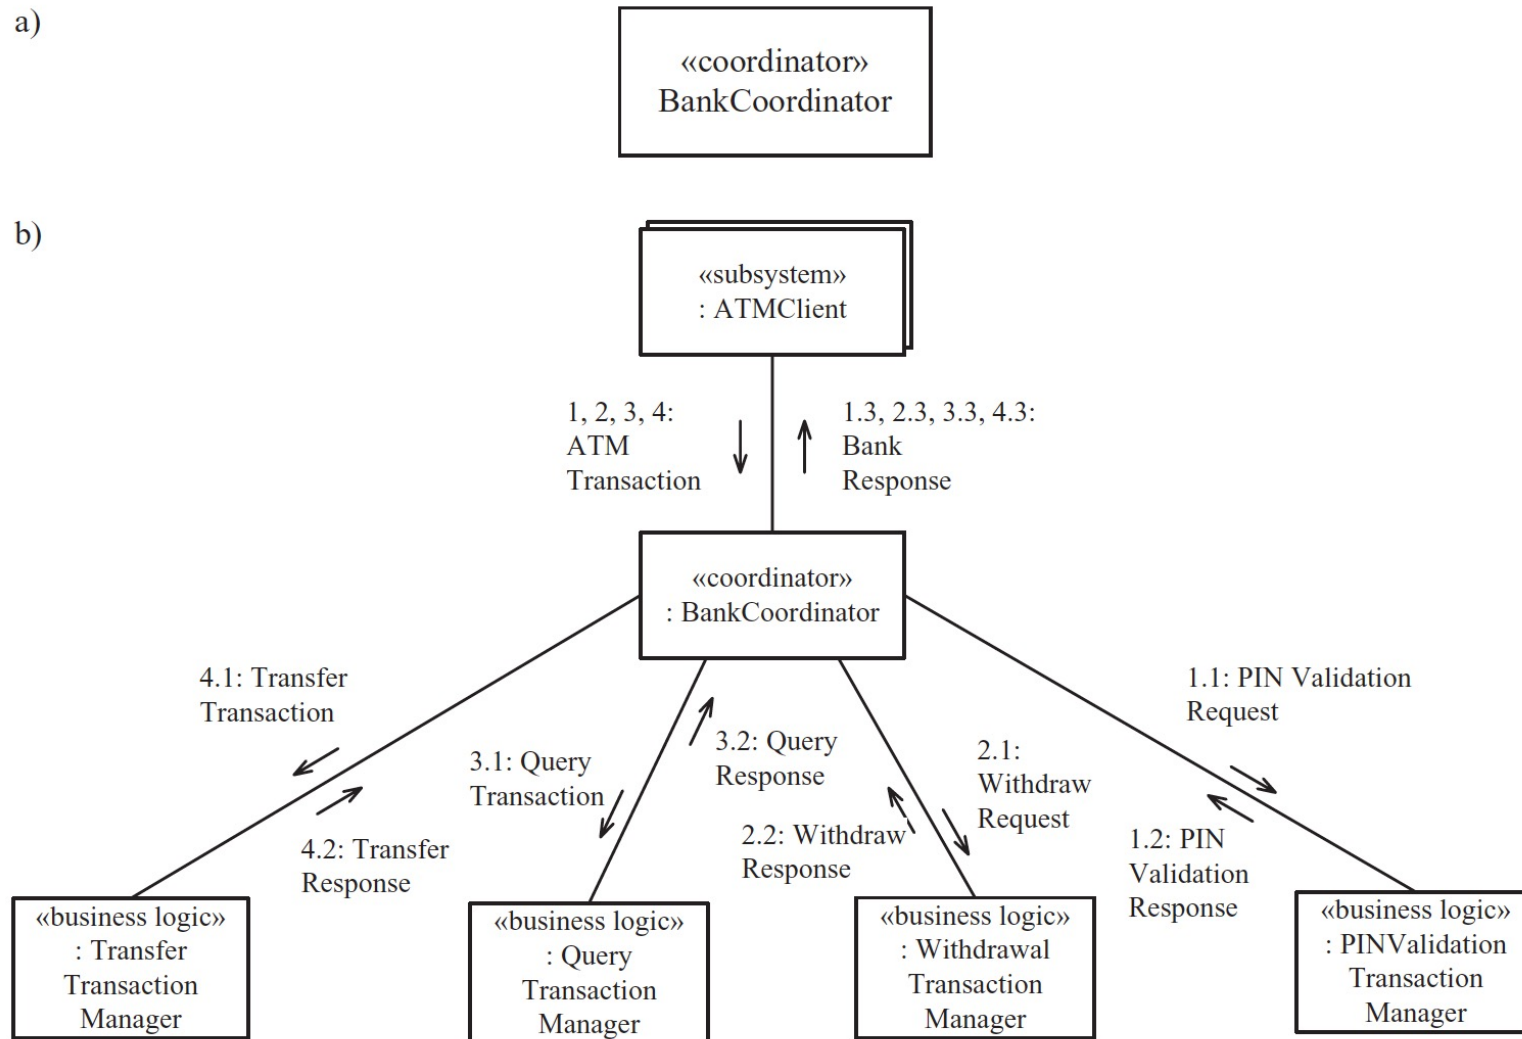 a)
«coordinator»
BankCoordinator
b)
«subsystem»
: ATMClient
1, 2, 3, 4:
ATM
Transaction
1.3, 2.3, 3.3, 4.3:
Bank
Response
«coordinator»
: BankCoordinator
4.1: Transfer
Transaction
4.2: Transfer
Response
3.1: Query
Transaction
3.2: Query
Response
2.2: Withdraw
Response
2.1:
Withdraw
Request
1.1: PIN Validation
Request
1.2: PIN
Validation
Response
«business logic»
: Transfer
Transaction
Manager
«business logic»
: Query
Transaction
Manager
«business logic»
: Withdrawal
Transaction
Manager
«business logic»
: PINValidation
Transaction
Manager